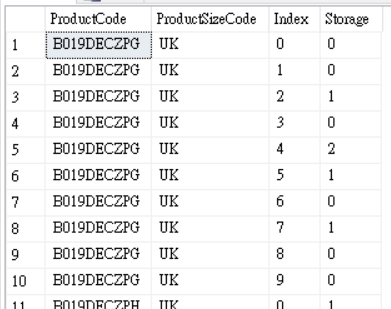 ProductCode ProductSizeCode Index Storage
1 B019DECZPG UK 0 0
2 B019DECZPG UK 1 0
3 B019DECZPG UK 2 1
4 B019DECZPG UK 3 0
5 B019DECZPG UK 4 2
6 B019DECZPG UK 5 1
7 B019DECZPG UK 6 0
8 B019DECZPG UK 7 1
9 B019DECZPG UK 8 0
10 B019DECZPG UK 9 0
11 B019DECZPH UK 0 1